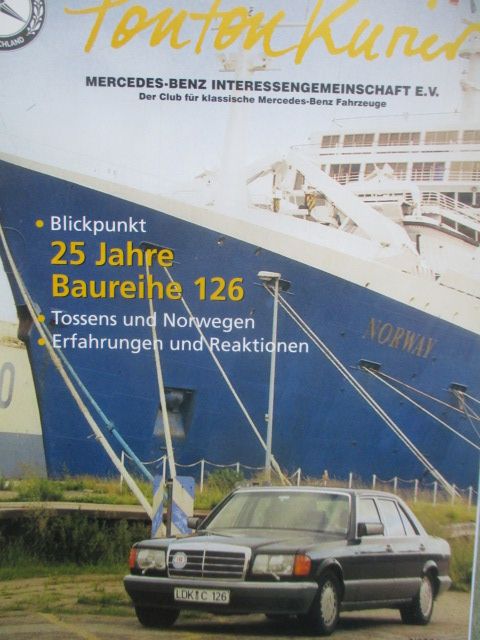 SCHLAND
Ponton Kurier
MERCEDES-BENZ INTERESSENGEMEINSCHAFT E.V.
Der Club für klassische Mercedes-Benz Fahrzeuge
• Blickpunkt
25 Jahre
Baureihe 126
• Tossens und Norwegen
• Erfahrungen und Reaktionen
NORWAY
O
LDK C 126